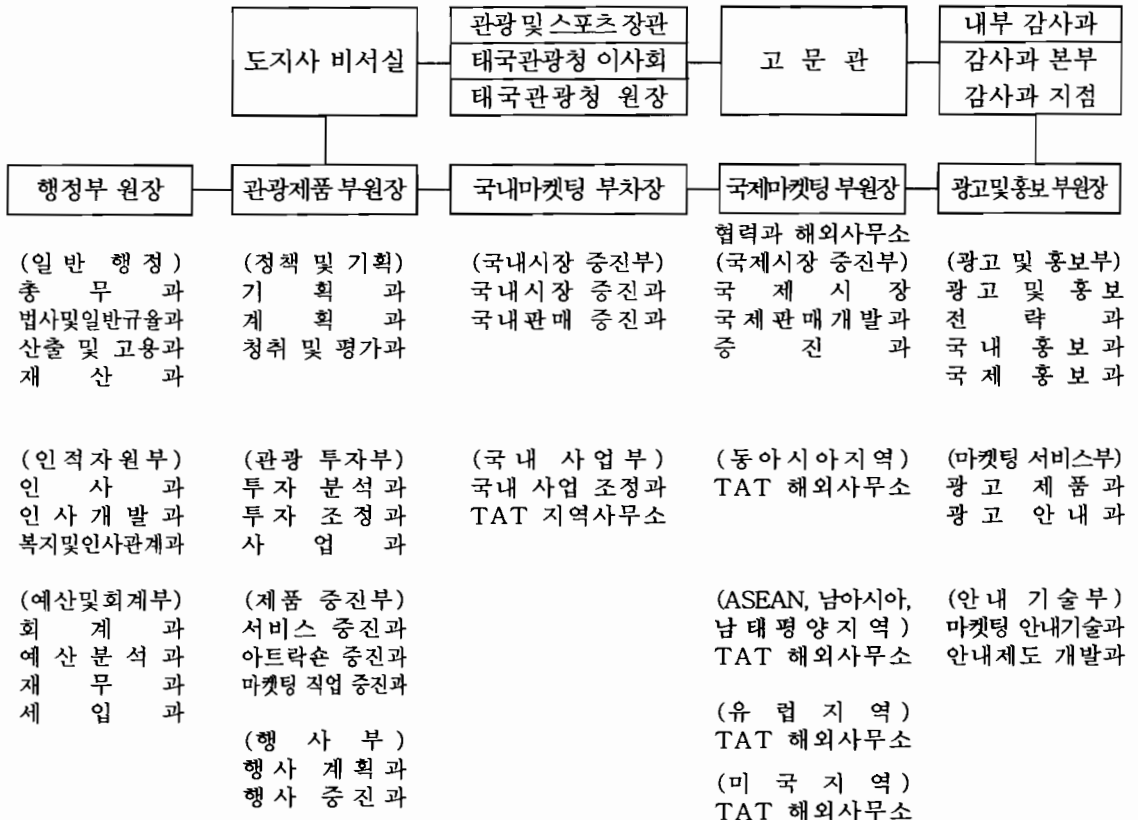 도지사 비서실
관광 및 스포츠 장관
태국관광청 이사회
태국관광청 원장
고 문 관
내부 감사과
감사과 본부
감사과 지점
행정부 원장
관광제품 부원장
국내마켓팅 부차장
국제마켓팅 부원장
광고및홍보 부원장
(일 반 행 정)
총 무 과
법사및일반규율과
산출 및 고용과
재 산 과
(인적자원부)
인 사 과
인사개발과
복지및인사관계과
(예산및회계부)
회 계 과
예산분석과
재 무 과
세 입 과
(정책 및 기획)
기 획 과
계 획 과
청취 및 평가과
(관광 투자부)
투자 분석과
투자 조정과
사 업 과
(제품 중진부)
서비스 중진과
아트락숀 중진과
마켓팅 직업 중진과
(행 사 부)
행사 계획과
행사 중진과
(국내시장 중진부)
국내시장 중진과
국내판매 중진과
(국내 사업부)
국내 사업 조정과
TAT 지역사무소
협력과 해외사무소
(국제시장 중진부)
국 제 시 장
국제판매개발과
증 진 과
(동아시아지역)
TAT 해외사무소
(ASEAN, 남아시아,
남태평양지역)
TAT 해외사무소
(유 럽 지 역)
TAT 해외사무소
(미 국 지 역)
TAT 해외사무소
(광고 및 홍보부)
광고 및 홍보
전 략 과
국내 홍보과
국제 홍보과
(마켓팅 서비스부)
광고 제품과
광고 안내과
(안내 기술부)
마켓팅 안내기술과
안내제도 개발과